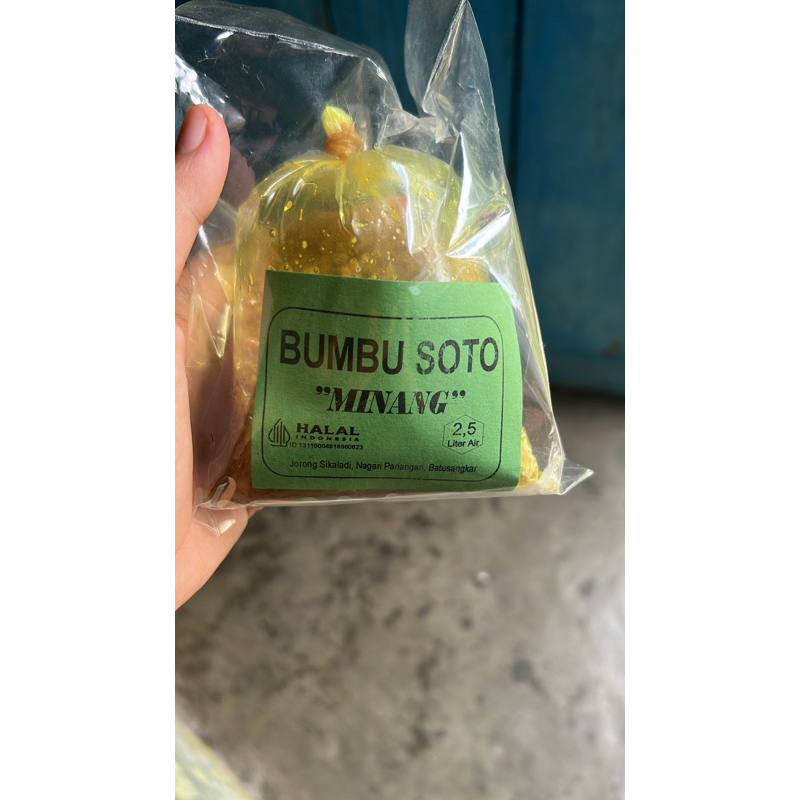 BUMBU SOTO
"MINANG"
HALAL
INDONESIA
2,5
Liter Air
Jorong Sikaladi, Nagari Pariangan, Batusangkar